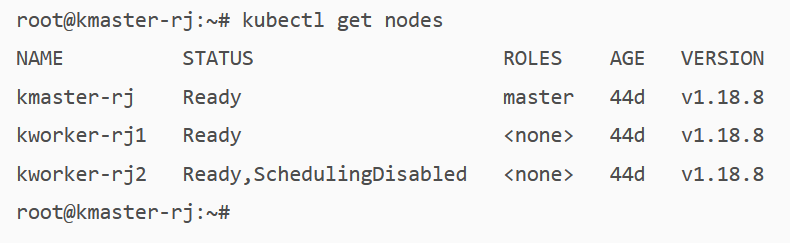 root@kmaster-rj:~# kubectl get nodes
NAME          STATUS                     ROLES    AGE   VERSION
kmaster-rj    Ready                      master   44d   v1.18.8
kworker-rj1   Ready                      <none>   44d   v1.18.8
kworker-rj2   Ready,SchedulingDisabled   <none>   44d   v1.18.8
root@kmaster-rj:~#